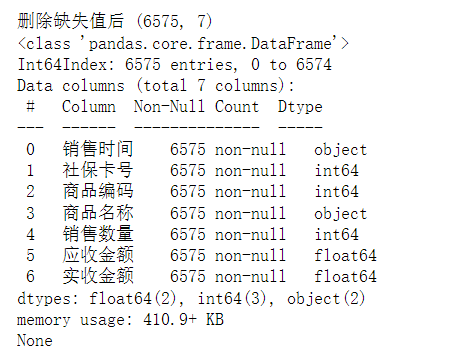 删除缺失值后 (6575, 7)
<class 'pandas.core.frame.DataFrame'>
Int64Index: 6575 entries, 0 to 6574
Data columns (total 7 columns):
 #   Column  Non-Null Count  Dtype
---  ------  --------------  -----
 0   销售时间    6575 non-null   object
 1   社保卡号    6575 non-null   int64
 2   商品编码    6575 non-null   int64
 3   商品名称    6575 non-null   object
 4   销售数量    6575 non-null   int64
 5   应收金额    6575 non-null   float64
 6   实收金额    6575 non-null   float64
dtypes: float64(2), int64(3), object(2)
memory usage: 410.9+ KB
None